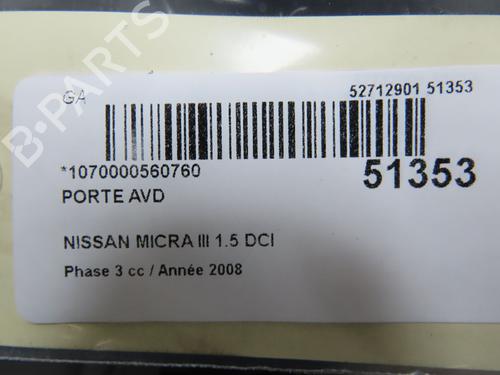 GA
52712901 51353
*1070000560760
51353
PORTE AVD
NISSAN MICRA III 1.5 DCI
Phase 3 cc / Année 2008
B-PARTS